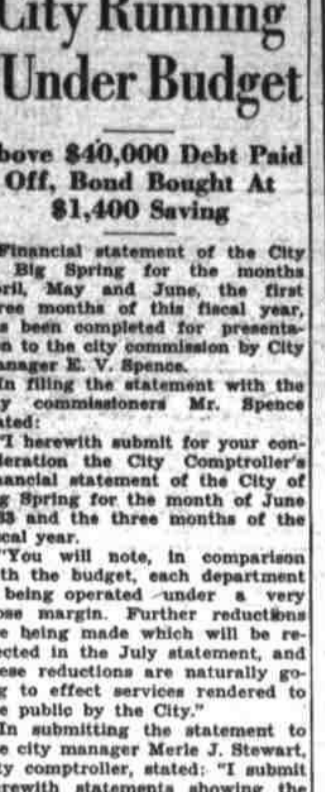 City Running
Under Budget
bove $40,000 Debt Paid
Off, Bond Bought At
$1,400 Saving
Financial statement of the City
Big Spring for the months
pril, May and June, the first
ree months of this fiscal year,
s been completed for presenta-
n to the city commission by City
anager E. V. Spence.
In filing the statement with the
y commissioners Mr. Spence
ated:
"I herewith submit for your con-
deration the City Comptroller's
nancial statement of the City of
g Spring for the month of June
33 and the three months of the
scal year.
"You will note, in comparison
th the budget, each department
being operated under a very
ose margin. Further reductions
e being made which will be re-
ected in the July statement, and
ese reductions are naturally go-
g to effect services rendered to
e public by the City."
In submitting the statement to
e city manager Merle J. Stewart,
ty comptroller, stated: "I submit
rewith statements showing the